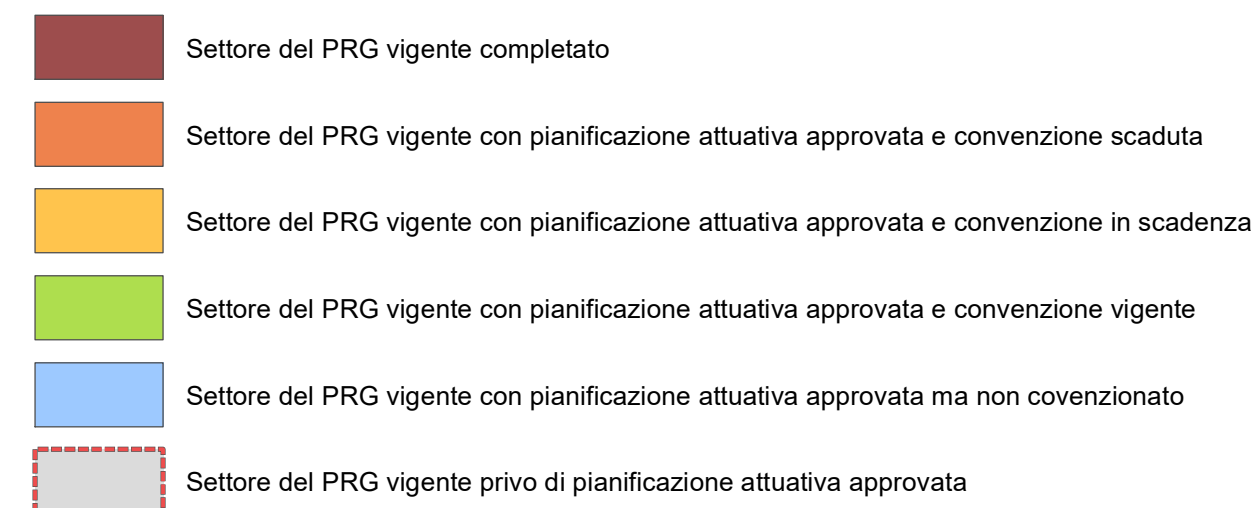 Settore del PRG vigente completato
Settore del PRG vigente con pianificazione attuativa approvata e convenzione scaduta
Settore del PRG vigente con pianificazione attuativa approvata e convenzione in scadenza
Settore del PRG vigente con pianificazione attuativa approvata e convenzione vigente
Settore del PRG vigente con pianificazione attuativa approvata ma non covenzionato
Settore del PRG vigente privo di pianificazione attuativa approvata